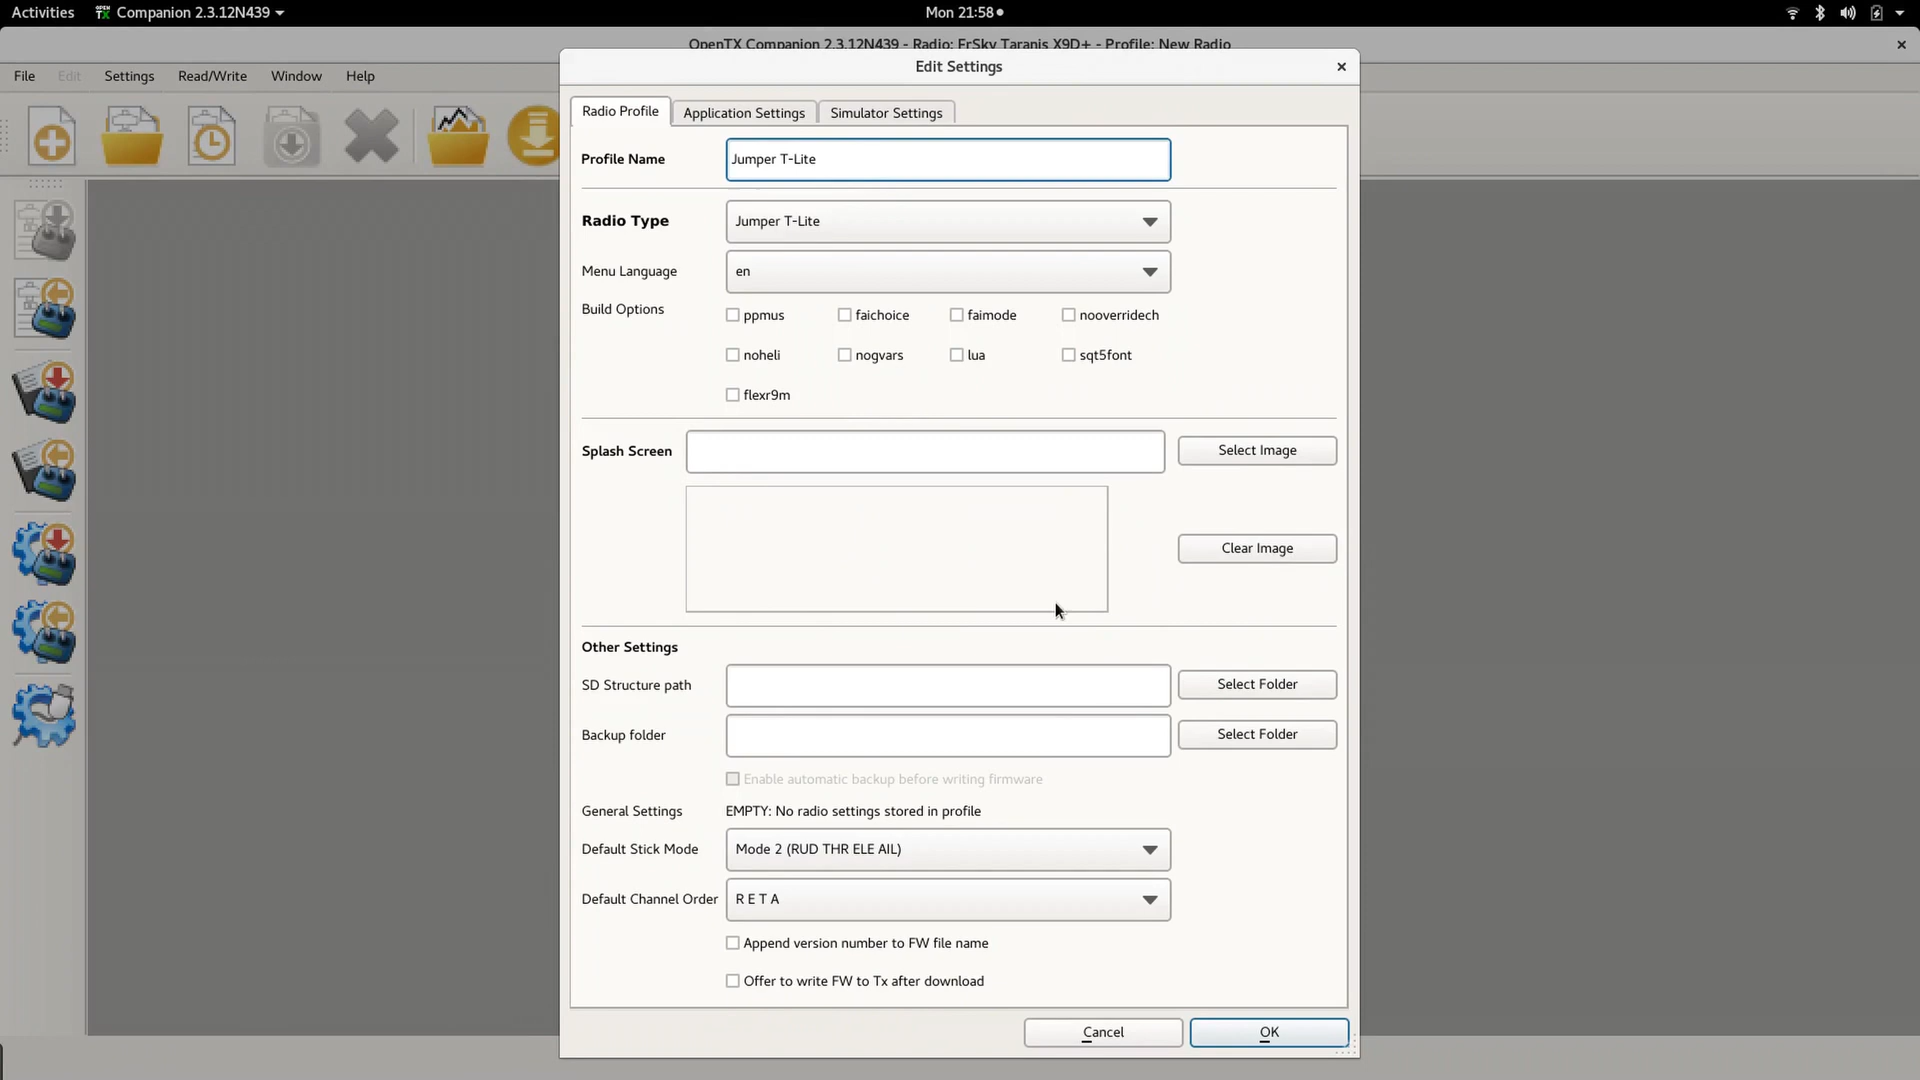 Activities
Companion 2.3.12N439
Mon 21:58
OpenTX Companion 2.3.12N439 - Radio: FrSky Taranis X9D+ - Profile: New Radio
File Edit Settings Read/Write Window Help
Edit Settings
Radio Profile Application Settings Simulator Settings
Profile Name Jumper T-Lite
Radio Type Jumper T-Lite
Menu Language en
Build Options
ppmus faichoice faimode nooverridech
noheli nogvars lua sqt5font
flexr9m
Splash Screen Select Image
Clear Image
Other Settings
SD Structure path Select Folder
Backup folder Select Folder
Enable automatic backup before writing firmware
General Settings EMPTY: No radio settings stored in profile
Default Stick Mode Mode 2 (RUD THR ELE AIL)
Default Channel Order R E T A
Append version number to FW file name
Offer to write FW to Tx after download
Cancel OK